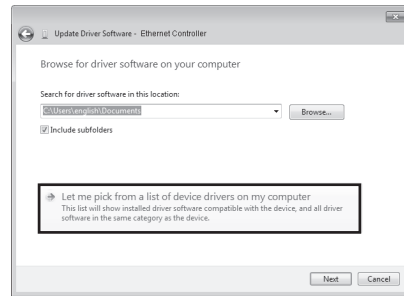 Update Driver Software - Ethernet Controller
Browse for driver software on your computer
Search for driver software in this location:
C:\Users\english\Documents
Browse...
Include subfolders
Let me pick from a list of device drivers on my computer
This list will show installed driver software compatible with the device, and all driver
software in the same category as the device.
Next Cancel